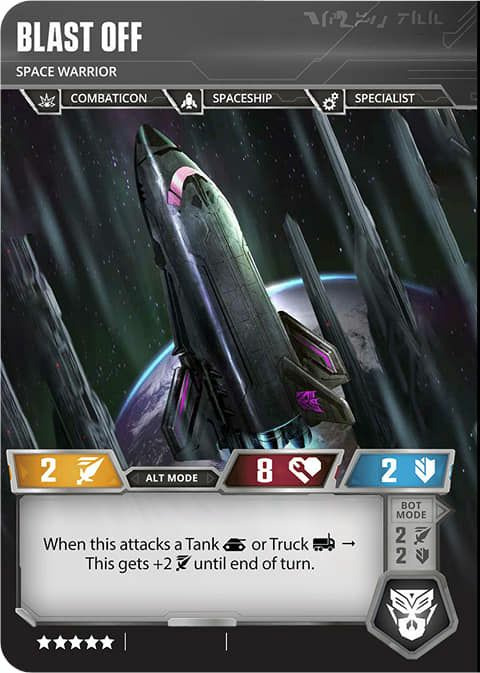 BLAST OFF
SPACE WARRIOR
COMBATICON SPACESHIP SPECIALIST
2 ALT MODE 8 2
BOT
MODE
2
2
When this attacks a Tank or Truck →
This gets +2 until end of turn.